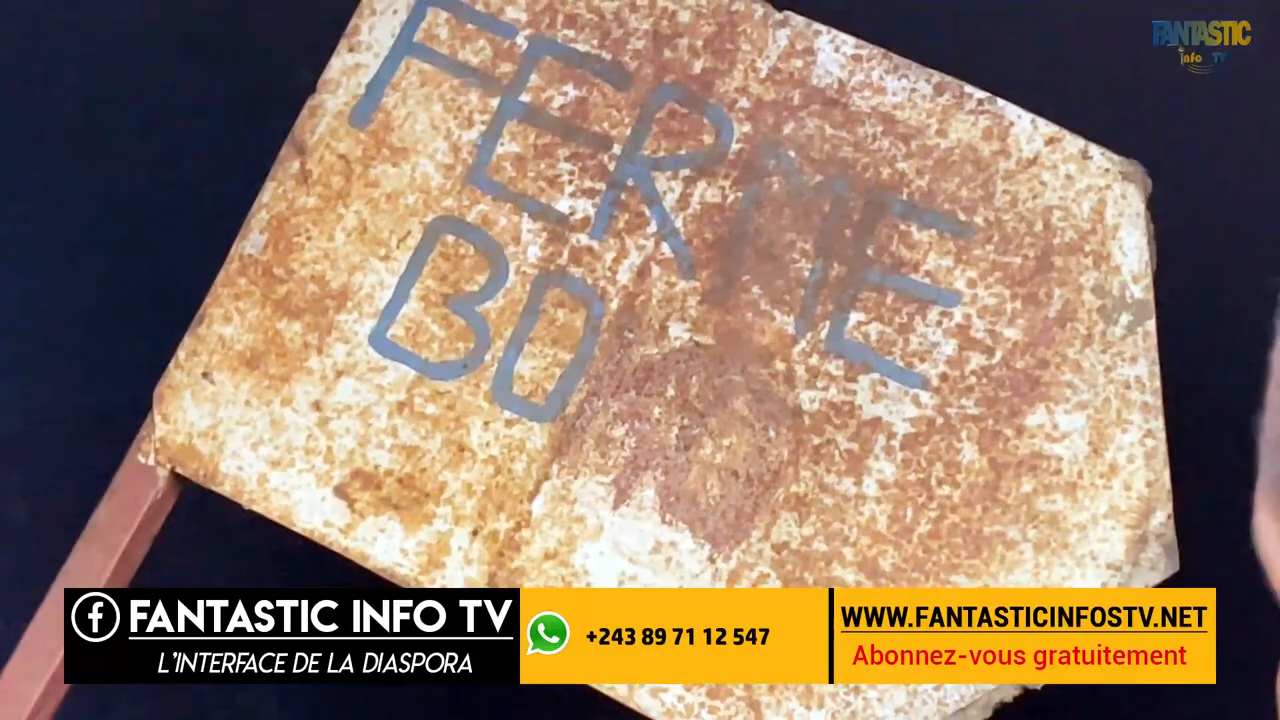 FANTASTIC
Info TV
FERME
BO
FANTASTIC INFO TV
L'INTERFACE DE LA DIASPORA
+243 89 71 12 547
WWW.FANTASTICINFOSTV.NET
Abonnez-vous gratuitement